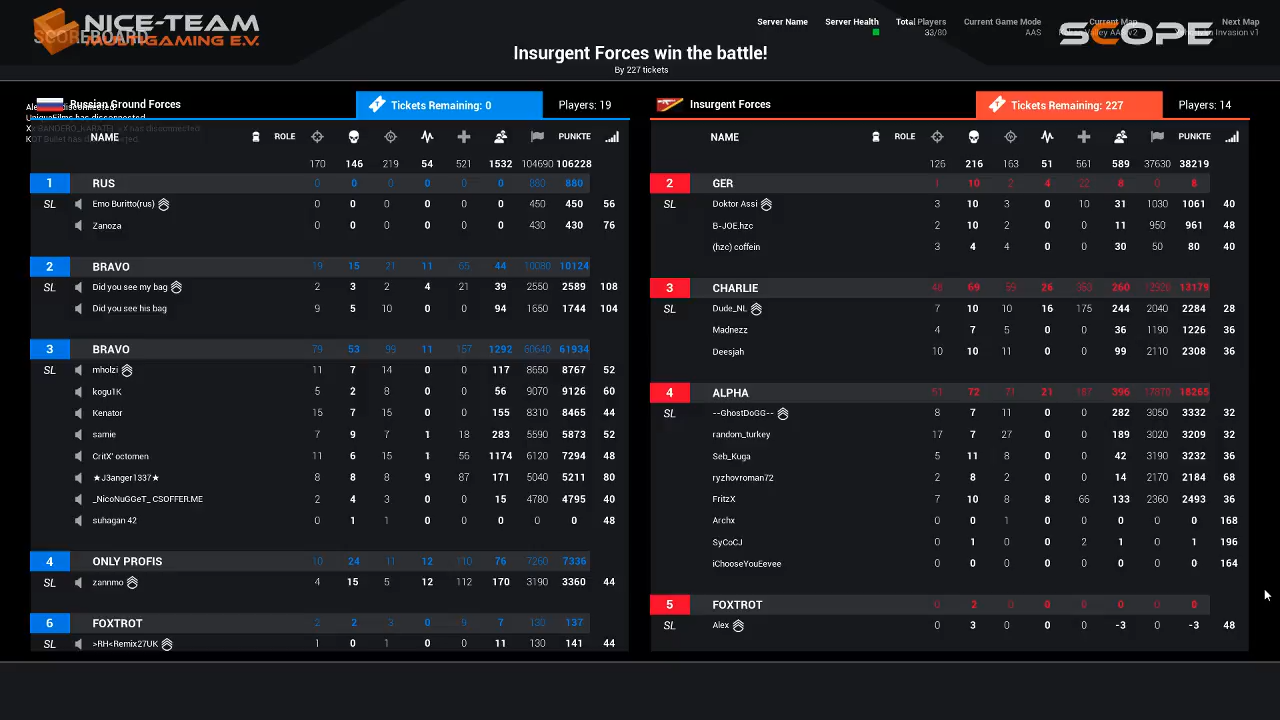 NICE-TEAM
MULTIGAMING E.V.
SCOREBOARD
Server Name Server Health Total Players Current Game Mode Current Map Next Map
33/80 AAS Invasion v1
SCOPE
Insurgent Forces win the battle!
By 227 tickets
Russian Ground Forces Tickets Remaining: 0 Players: 19
has disconnected
NAME ROLE PUNKTE
170 146 219 54 521 1532 104690 106228
1 RUS 0 0 0 0 0 0 880 880
SL Emo Buritto(rus) 0 0 0 0 0 0 450 450 56
Zanoza 0 0 0 0 0 0 430 430 76
2 BRAVO 19 15 21 11 65 44 10080 10124
SL Did you see my bag 2 3 2 4 21 39 2550 2589 108
Did you see his bag 9 5 10 0 0 94 1650 1744 104
3 BRAVO 79 53 99 11 157 1292 60640 61934
SL mholzi 11 7 14 0 0 117 8650 8767 52
kogu1K 5 2 8 0 0 56 9070 9126 60
Kenator 15 7 15 0 0 155 8310 8465 44
samie 7 9 7 1 18 283 5590 5873 52
CritX' octomen 11 6 15 1 56 1174 6120 7294 48
★J3anger1337★ 8 8 8 9 87 171 5040 5211 80
_NicoNuGGeT_ CSOFFER.ME 2 4 3 0 0 15 4780 4795 40
suhagan 42 0 1 1 0 0 0 0 0 48
4 ONLY PROFIS 10 24 11 12 110 76 7260 7336
SL zannmo 4 15 5 12 112 170 3190 3360 44
6 FOXTROT 2 2 3 0 9 7 130 137
SL >RH<Remix27UK 1 0 1 0 0 11 130 141 44
Insurgent Forces Tickets Remaining: 227 Players: 14
NAME ROLE PUNKTE
126 216 163 51 561 589 37630 38219
2 GER 1 10 2 4 22 8 0 8
SL Doktor Assi 3 10 3 0 10 31 1030 1061 40
B-JOE.hzc 2 10 2 0 0 11 950 961 48
(hzc) coffein 3 4 4 0 0 30 50 80 40
3 CHARLIE 48 69 59 26 260 12920 13179
SL Dude_NL 7 10 10 16 175 244 2040 2284 28
Madnezz 4 7 5 0 0 36 1190 1226 36
Deesjah 10 10 11 0 0 99 2110 2308 36
4 ALPHA 51 72 71 21 187 396 17870 18265
SL --GhostDoGG-- 8 7 11 0 0 282 3050 3332 32
random_turkey 17 7 27 0 0 189 3020 3209 32
Seb_Kuga 5 11 8 0 0 42 3190 3232 36
ryzhovroman72 2 8 2 0 0 14 2170 2184 68
FritzX 7 10 8 8 66 133 2360 2493 36
Archx 0 0 1 0 0 0 0 0 168
SyCoCJ 0 1 0 0 2 1 0 1 196
iChooseYouEevee 0 0 0 0 0 0 0 0 164
5 FOXTROT 0 2 0 0 0 0 0 0
SL Alex 0 3 0 0 0 -3 0 -3 48